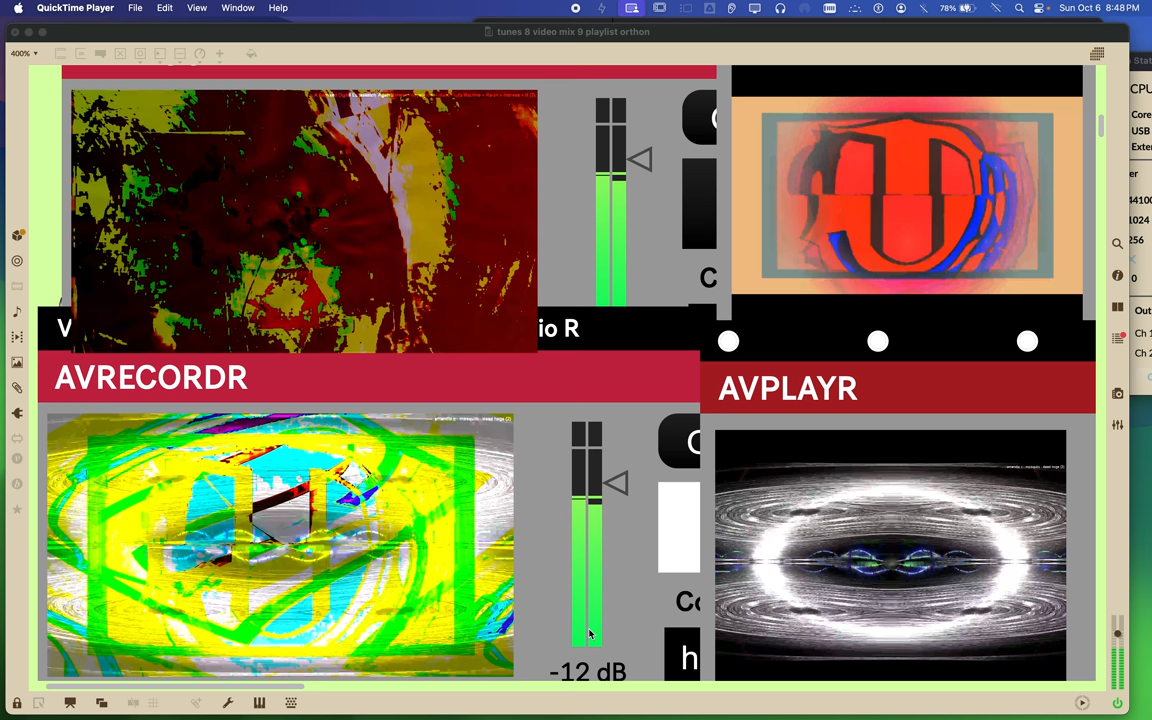 QuickTime Player File Edit View Window Help
78% Sun Oct 6 8:48 PM
tunes 8 video mix 9 playlist orthon
400%
Stat
CPU
Core
USB
Exter
er
44100
1024
256
0
Out
Ch 1
Ch 2
C
C
V
io R
AVRECORDR
AVPLAYR
C
Co
h
-12 dB